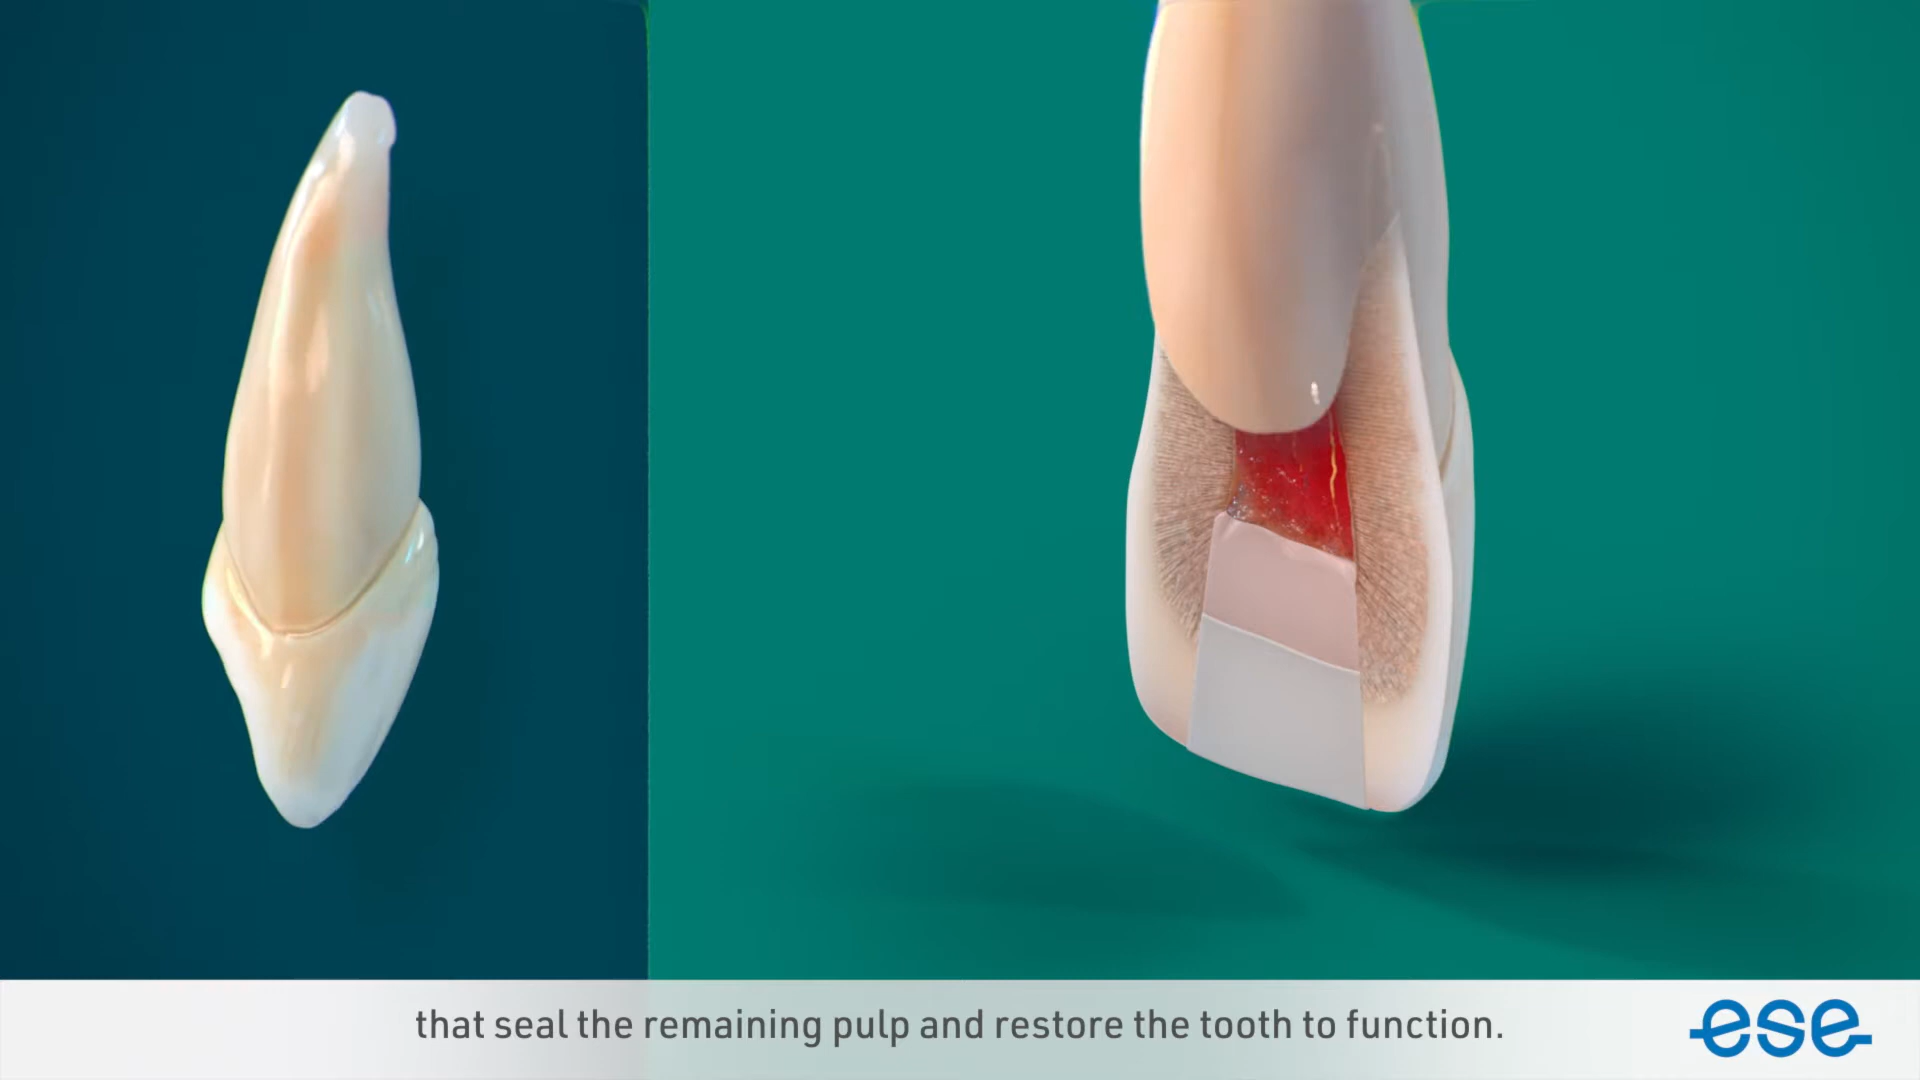 that seal the remaining pulp and restore the tooth to function.
ese